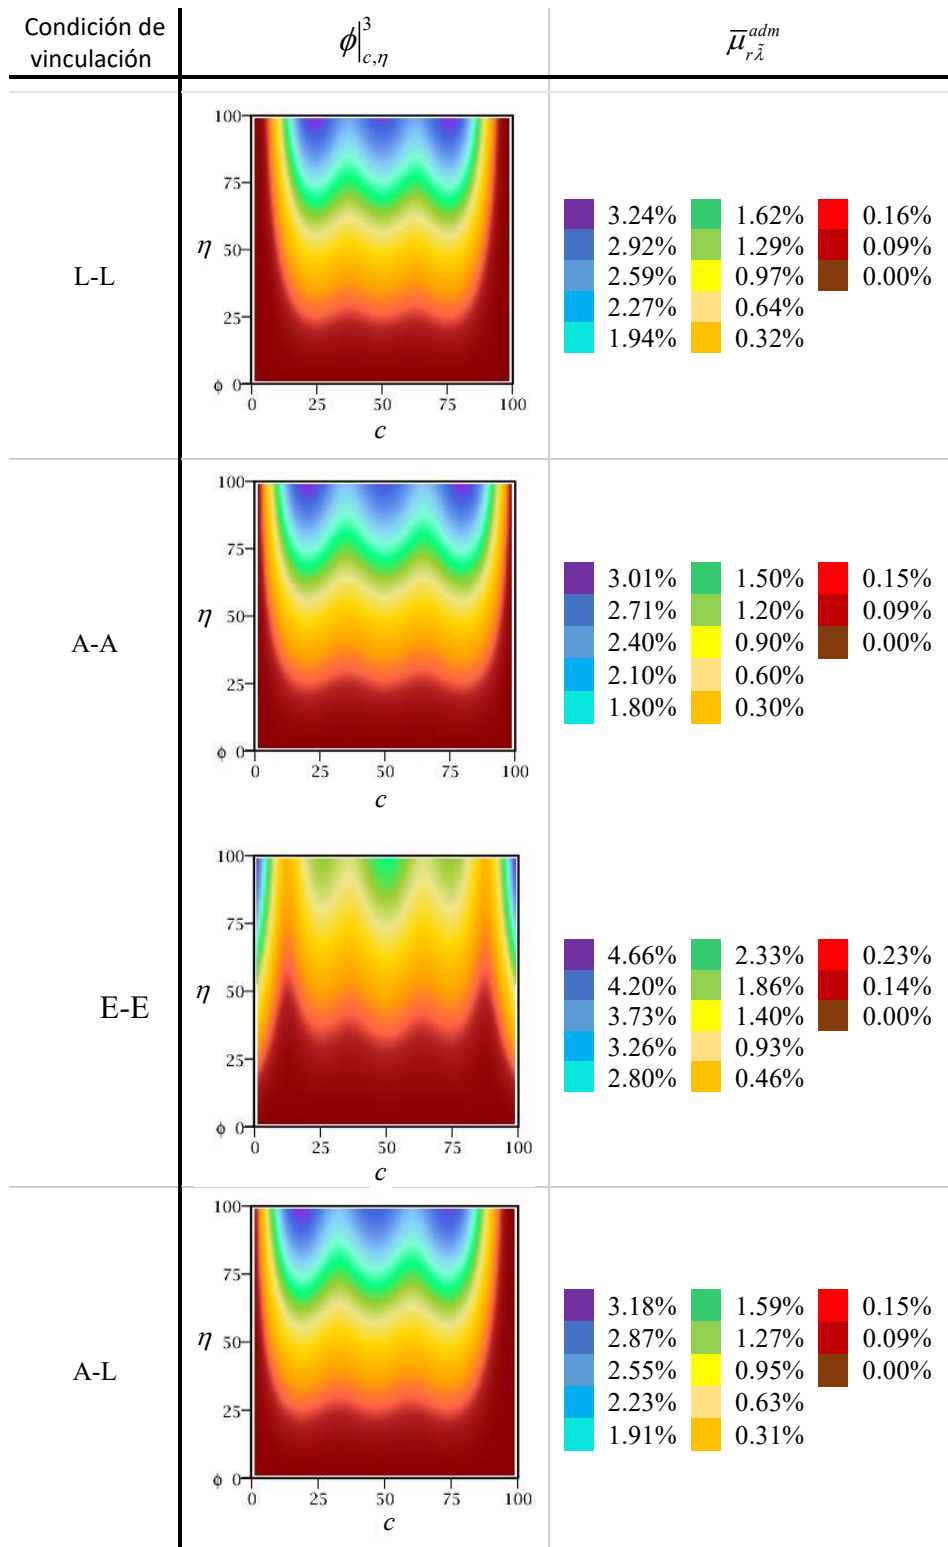 Condición de vinculación
ϕ|³c,η
μ̄ adm r λ̃
L-L
100
75
η 50
25
ϕ 0
0 25 50 75 100
c
3.24% 1.62% 0.16%
2.92% 1.29% 0.09%
2.59% 0.97% 0.00%
2.27% 0.64%
1.94% 0.32%
A-A
100
75
η 50
25
ϕ 0
0 25 50 75 100
c
3.01% 1.50% 0.15%
2.71% 1.20% 0.09%
2.40% 0.90% 0.00%
2.10% 0.60%
1.80% 0.30%
E-E
100
75
η 50
25
ϕ 0
0 25 50 75 100
c
4.66% 2.33% 0.23%
4.20% 1.86% 0.14%
3.73% 1.40% 0.00%
3.26% 0.93%
2.80% 0.46%
A-L
100
75
η 50
25
ϕ 0
0 25 50 75 100
c
3.18% 1.59% 0.15%
2.87% 1.27% 0.09%
2.55% 0.95% 0.00%
2.23% 0.63%
1.91% 0.31%